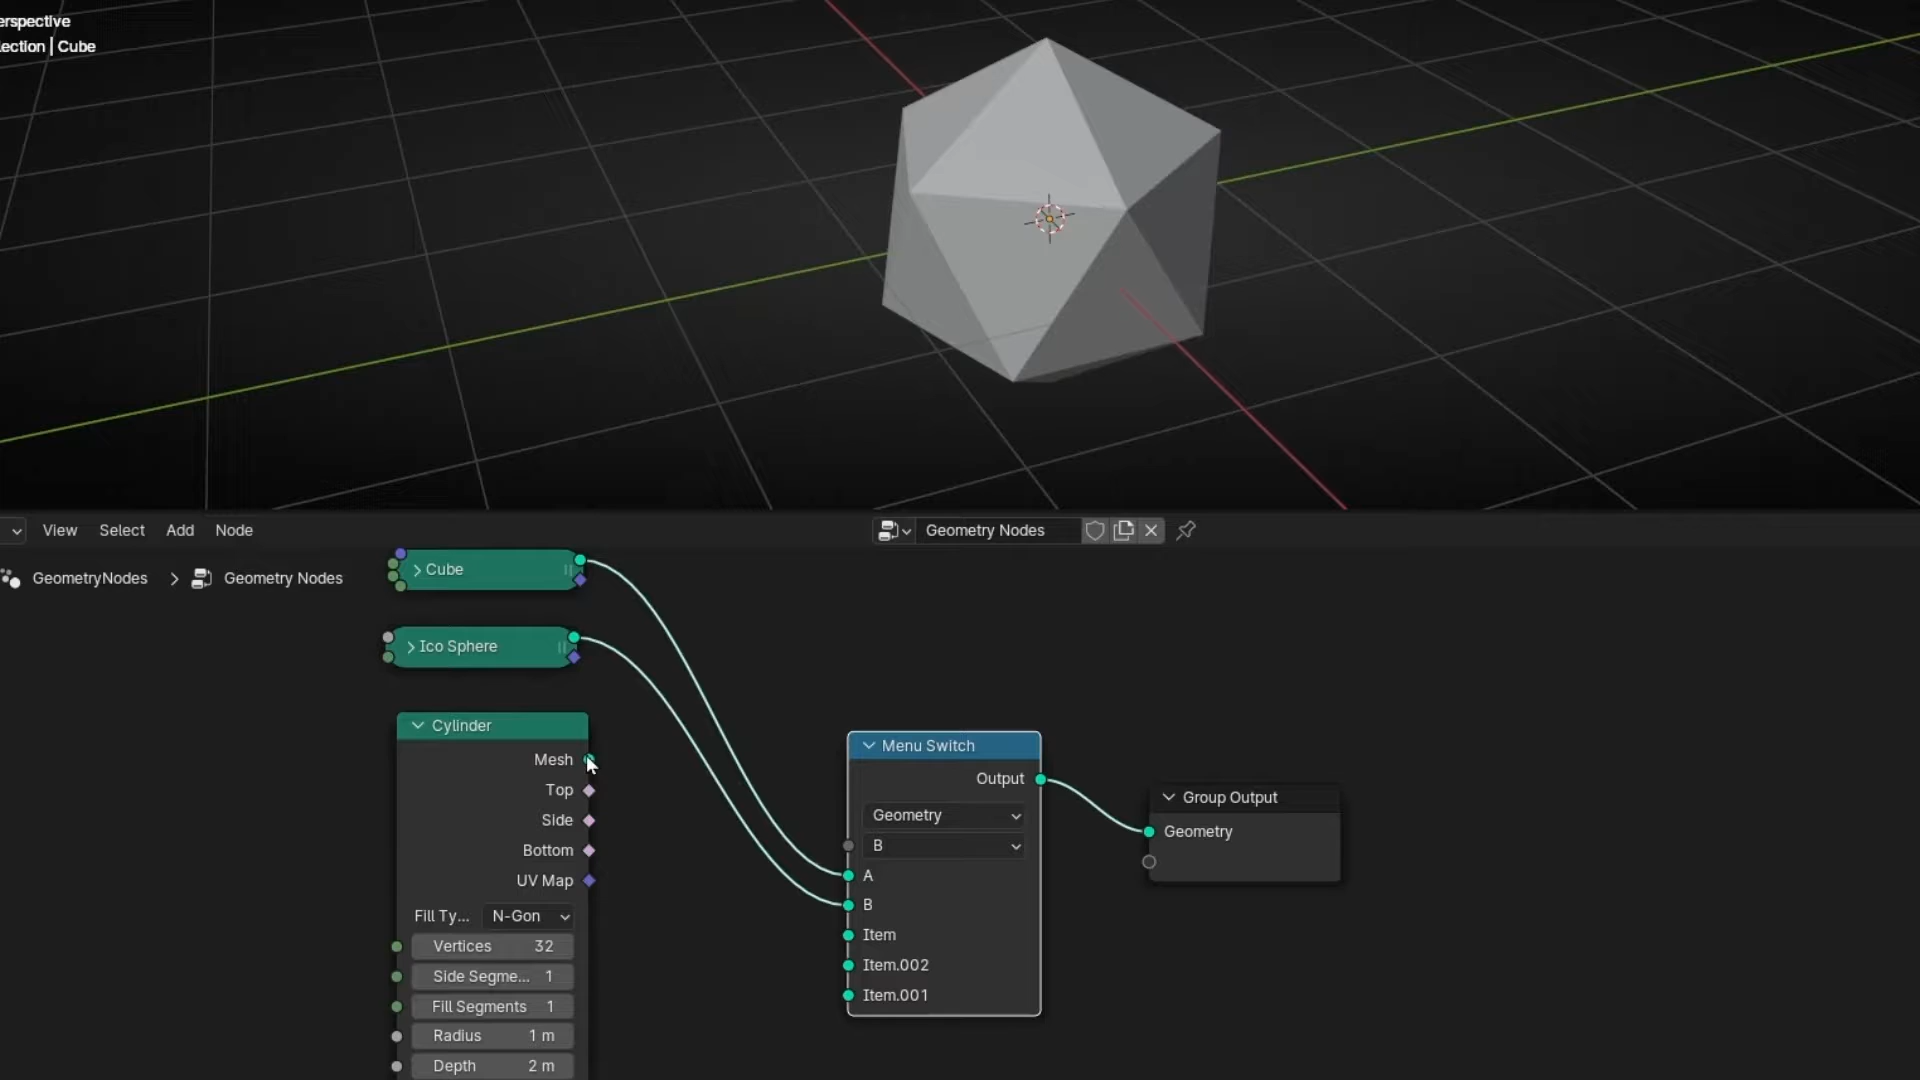 erspective
lection | Cube
View Select Add Node
Geometry Nodes
GeometryNodes > Geometry Nodes
Cube
Ico Sphere
Cylinder
Mesh
Top
Side
Bottom
UV Map
Fill Ty... N-Gon
Vertices 32
Side Segme... 1
Fill Segments 1
Radius 1 m
Depth 2 m
Menu Switch
Output
Geometry
B
A
B
Item
Item.002
Item.001
Group Output
Geometry